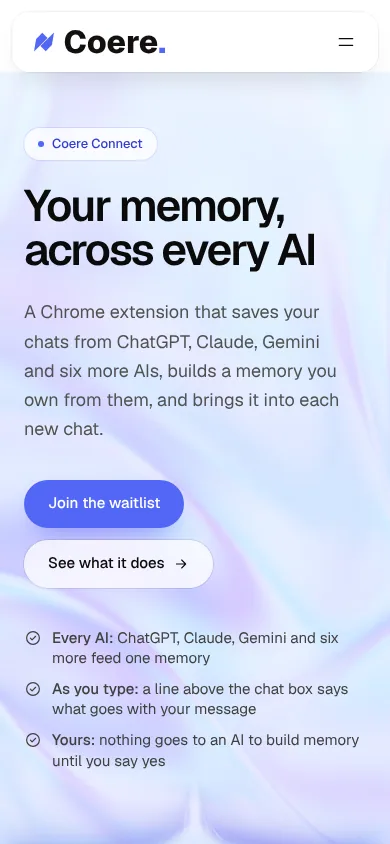 Coere.
Coere Connect
Your memory,
across every AI
A Chrome extension that saves your
chats from ChatGPT, Claude, Gemini
and six more AIs, builds a memory you
own from them, and brings it into each
new chat.
Join the waitlist
See what it does →
Every AI: ChatGPT, Claude, Gemini and six
more feed one memory
As you type: a line above the chat box says
what goes with your message
Yours: nothing goes to an AI to build memory
until you say yes